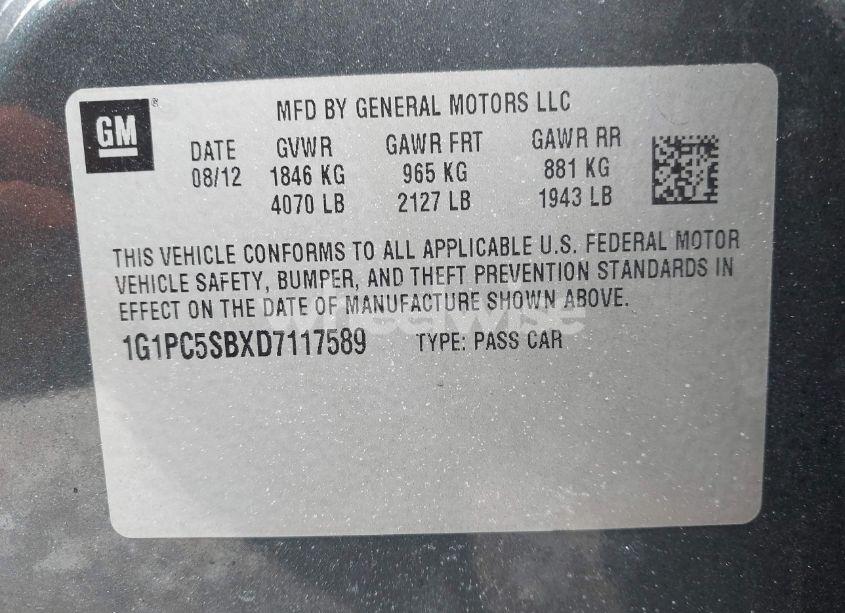 GM ®
MFD BY GENERAL MOTORS LLC
DATE GVWR GAWR FRT GAWR RR
08/12 1846 KG 965 KG 881 KG
4070 LB 2127 LB 1943 LB
THIS VEHICLE CONFORMS TO ALL APPLICABLE U.S. FEDERAL MOTOR
VEHICLE SAFETY, BUMPER, AND THEFT PREVENTION STANDARDS IN
EFFECT ON THE DATE OF MANUFACTURE SHOWN ABOVE.
1G1PC5SBXD7117589 TYPE: PASS CAR